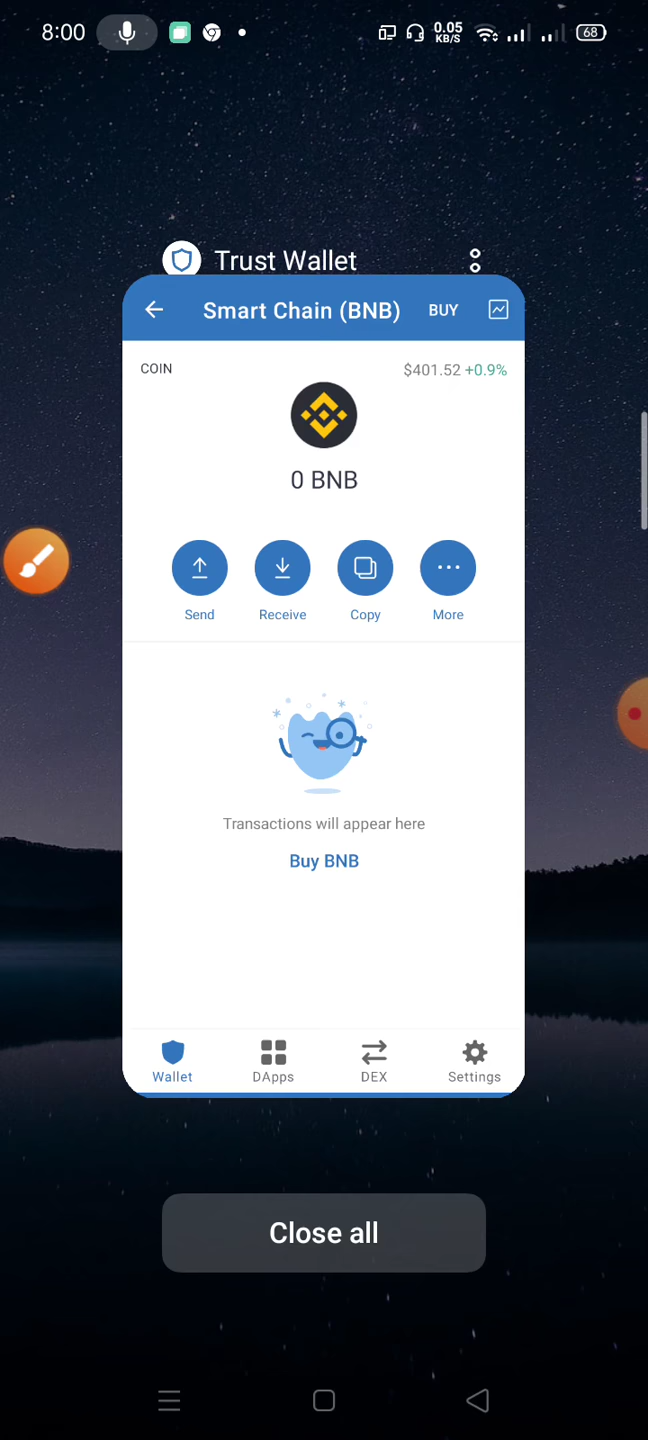 8:00
0.05
KB/S
68
Trust Wallet
Smart Chain (BNB)
BUY
COIN
$401.52 +0.9%
0 BNB
Send
Receive
Copy
More
Transactions will appear here
Buy BNB
Wallet
DApps
DEX
Settings
Close all